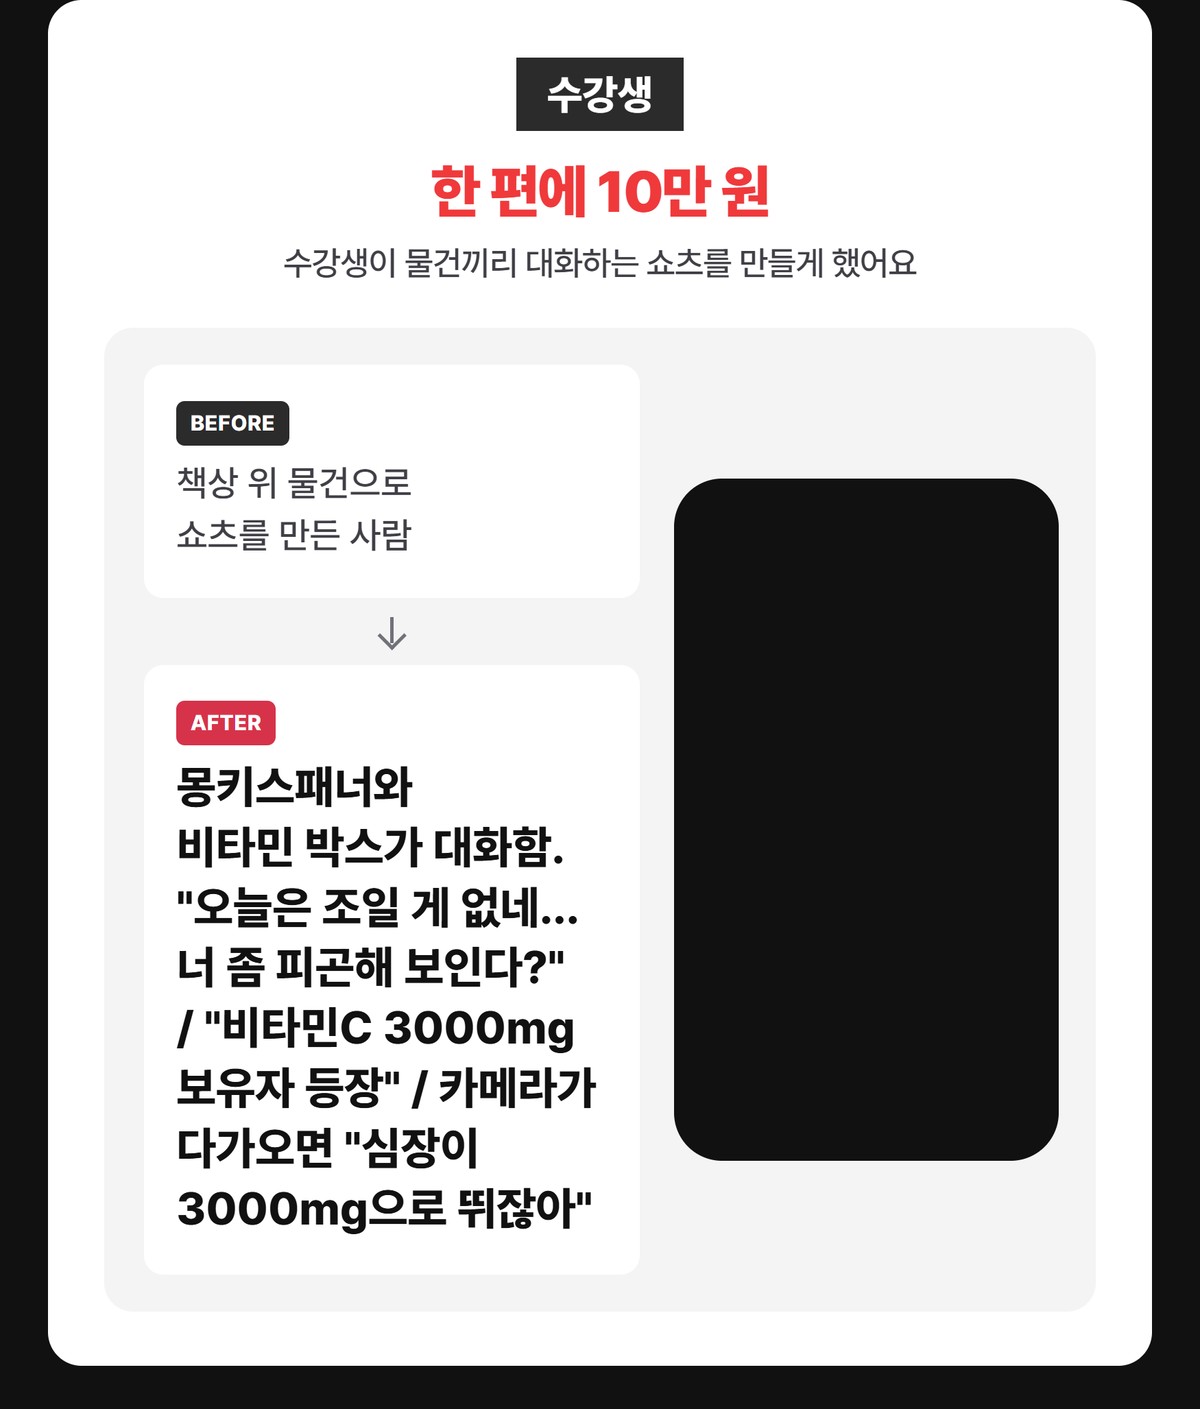 수강생
한 편에 10만 원
수강생이 물건끼리 대화하는 쇼츠를 만들게 했어요
BEFORE
책상 위 물건으로
쇼츠를 만든 사람
↓
AFTER
몽키스패너와
비타민 박스가 대화함.
"오늘은 조일 게 없네...
너 좀 피곤해 보인다?"
/ "비타민C 3000mg
보유자 등장" / 카메라가
다가오면 "심장이
3000mg으로 뛰잖아"